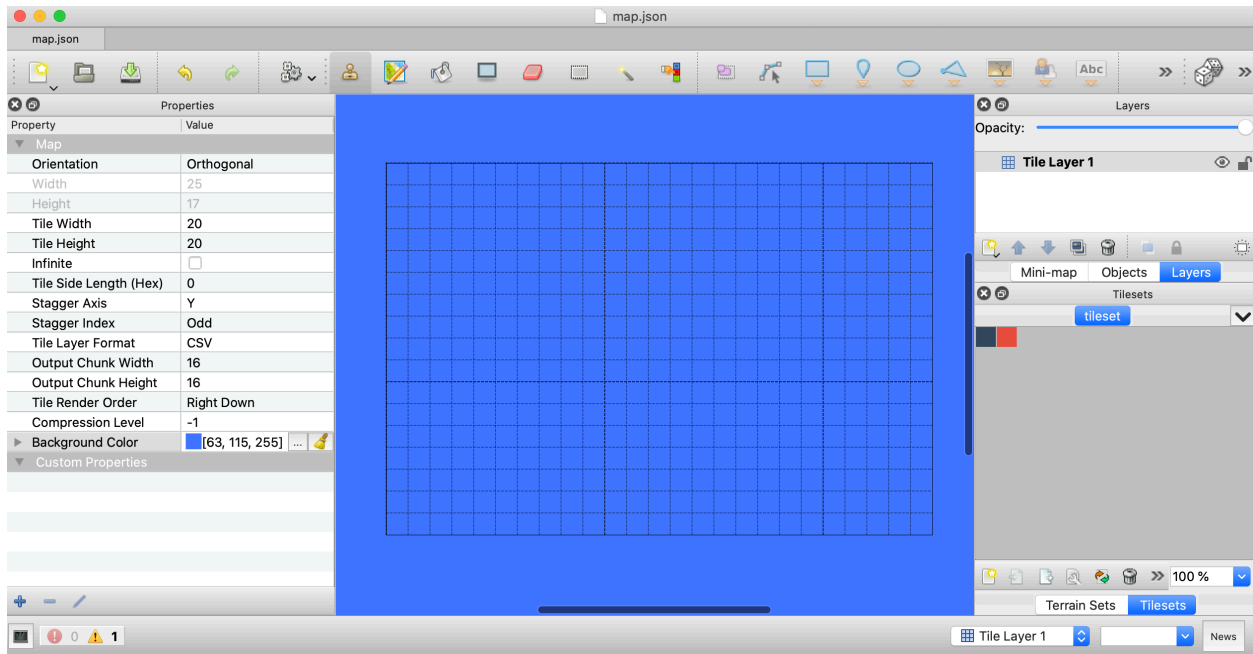 map.json
map.json
Abc
Properties
Property Value
Map
Orientation Orthogonal
Width 25
Height 17
Tile Width 20
Tile Height 20
Infinite
Tile Side Length (Hex) 0
Stagger Axis Y
Stagger Index Odd
Tile Layer Format CSV
Output Chunk Width 16
Output Chunk Height 16
Tile Render Order Right Down
Compression Level -1
Background Color [63, 115, 255] ...
Custom Properties
Layers
Opacity:
Tile Layer 1
Mini-map Objects Layers
Tilesets
tileset
100 %
Terrain Sets Tilesets
0 1
Tile Layer 1
News